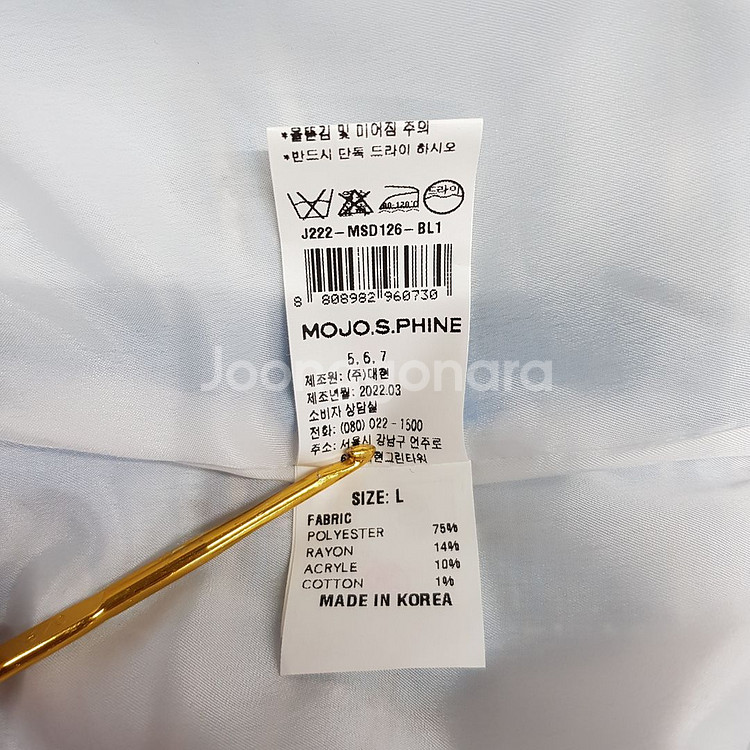 *올뜯김 및 미어짐 주의
*반드시 단독 드라이 하시오
80-120°C
드라이
J222-MSD126-BL1
8 808982 960730
MOJO.S.PHINE
5,6,7
제조원: (주)대현
제조년월: 2022.03
소비자 상담실
전화: (080) 022-1500
주소: 서울시 강남구 언주로
Joonggonara
SIZE: L
FABRIC
POLYESTER 75%
RAYON 14%
ACRYLE 10%
COTTON 1%
MADE IN KOREA